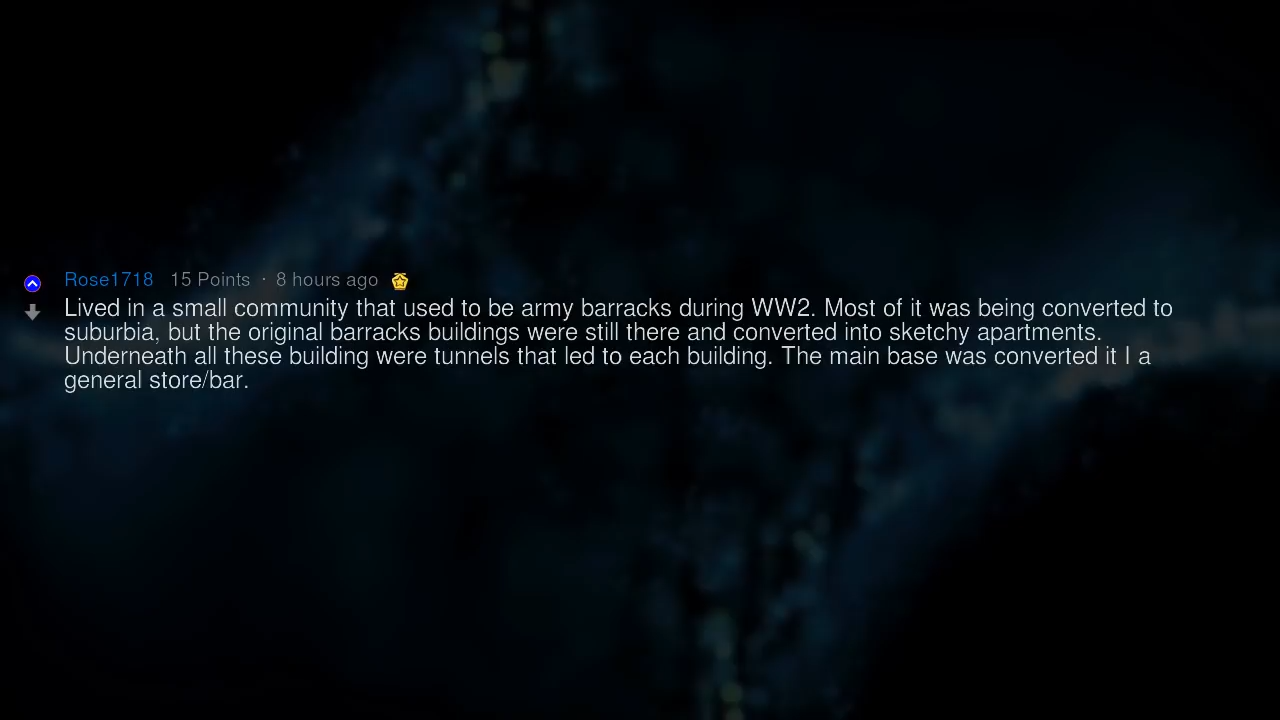 Rose1718 15 Points · 8 hours ago
Lived in a small community that used to be army barracks during WW2. Most of it was being converted to
suburbia, but the original barracks buildings were still there and converted into sketchy apartments.
Underneath all these building were tunnels that led to each building. The main base was converted it I a
general store/bar.